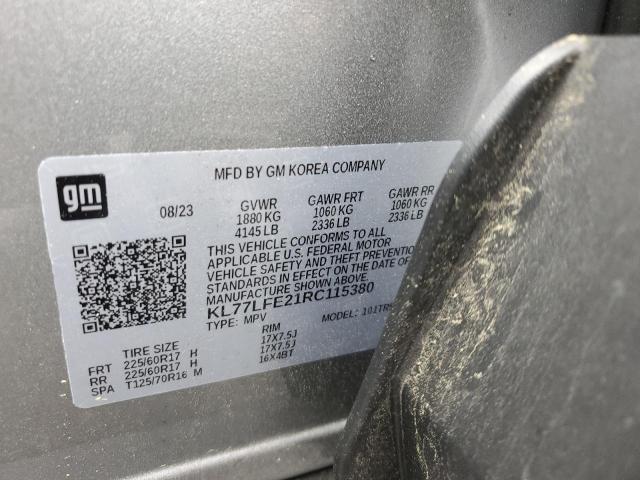 gm
MFD BY GM KOREA COMPANY
08/23
GVWR GAWR FRT GAWR RR
1880 KG 1060 KG 1060 KG
4145 LB 2336 LB 2336 LB
THIS VEHICLE CONFORMS TO ALL
APPLICABLE U.S. FEDERAL MOTOR
VEHICLE SAFETY AND THEFT PREVENTION
STANDARDS IN EFFECT ON THE DATE OF
MANUFACTURE SHOWN ABOVE.
KL77LFE21RC115380
TYPE: MPV MODEL:
TIRE SIZE RIM
FRT 225/60R17 H 17X7.5J
RR 225/60R17 H 17X7.5J
SPA T125/70R16 M 16X4BT